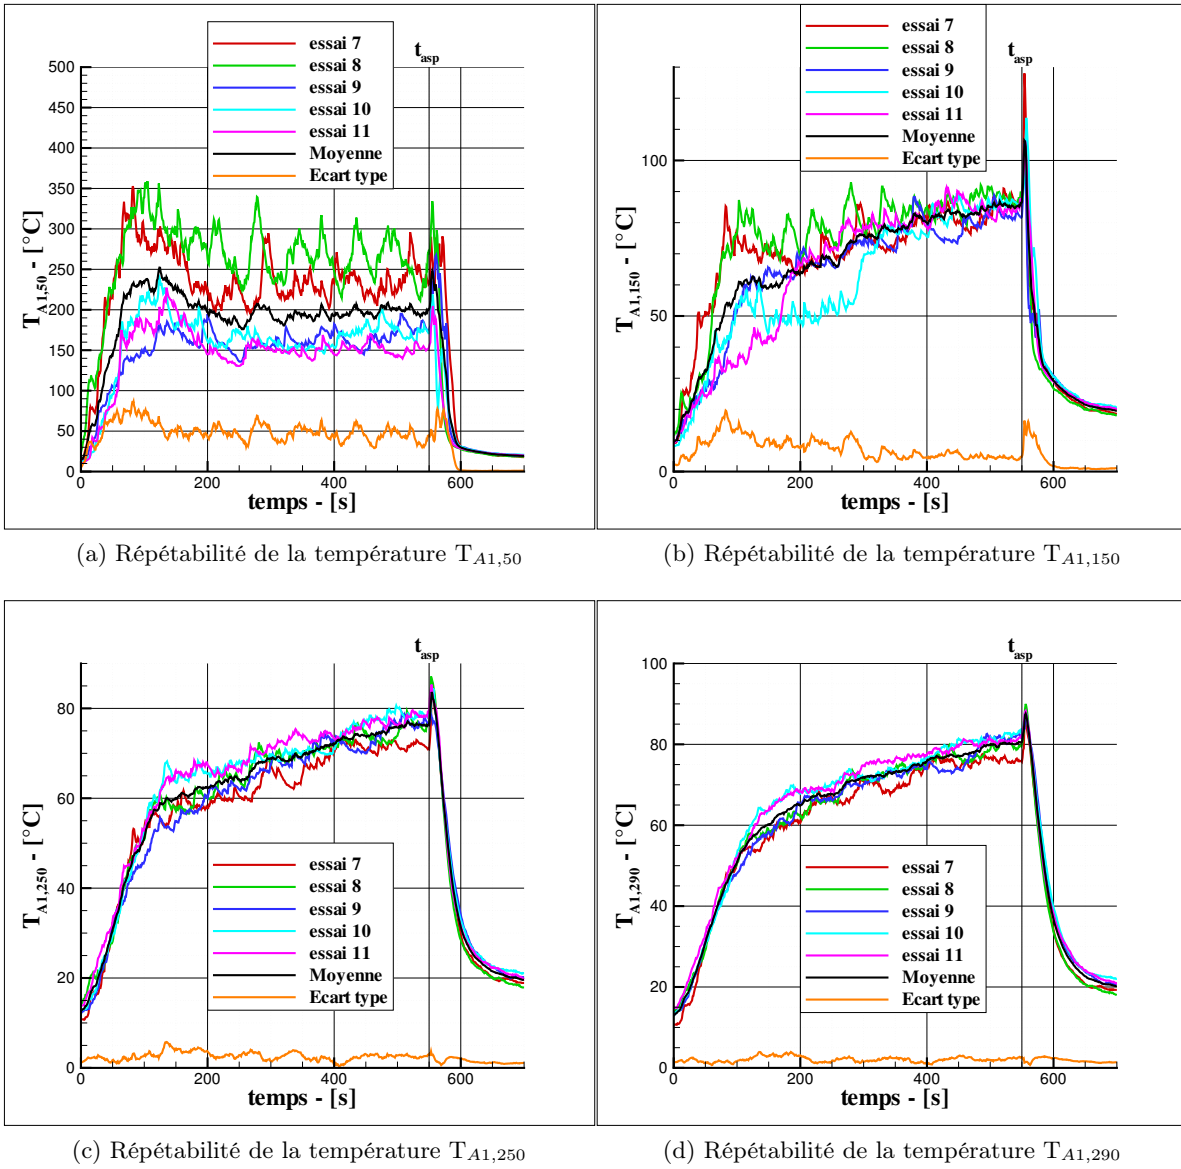 essai 7
essai 8
essai 9
essai 10
essai 11
Moyenne
Ecart type
t_asp
500
450
400
350
300
250
200
150
100
50
0
T_A1,50 - [°C]
0 200 400 600
temps - [s]
(a) Répétabilité de la température T_A1,50
essai 7
essai 8
essai 9
essai 10
essai 11
Moyenne
Ecart type
t_asp
100
50
0
T_A1,150 - [°C]
0 200 400 600
temps - [s]
(b) Répétabilité de la température T_A1,150
t_asp
80
60
40
20
0
T_A1,250 - [°C]
essai 7
essai 8
essai 9
essai 10
essai 11
Moyenne
Ecart type
0 200 400 600
temps - [s]
(c) Répétabilité de la température T_A1,250
t_asp
100
80
60
40
20
0
T_A1,290 - [°C]
essai 7
essai 8
essai 9
essai 10
essai 11
Moyenne
Ecart type
0 200 400 600
temps - [s]
(d) Répétabilité de la température T_A1,290